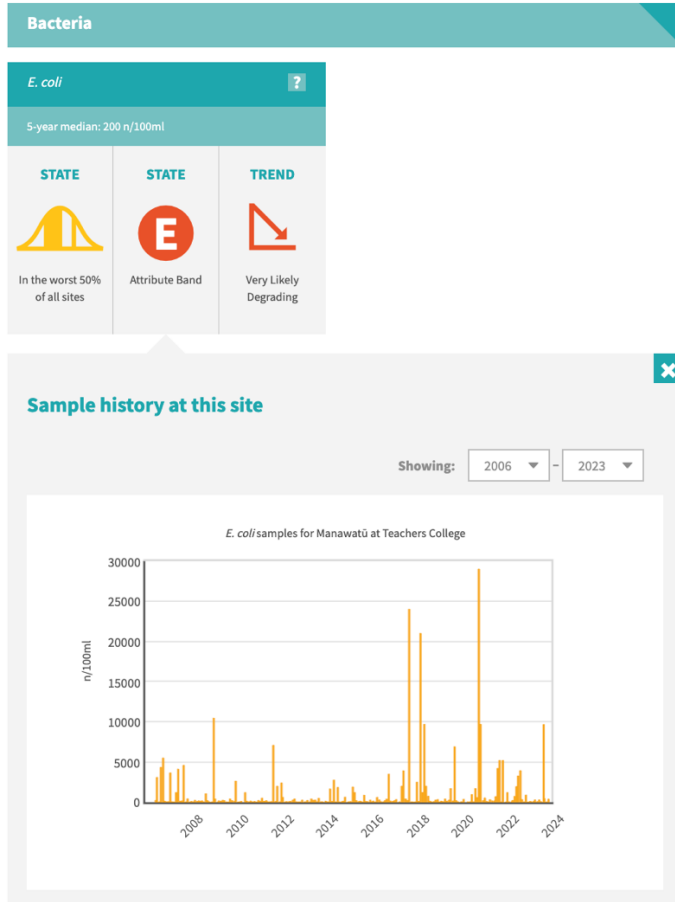 Bacteria
E. coli ?
5-year median: 200 n/100ml
STATE STATE TREND
E
In the worst 50% Attribute Band Very Likely
of all sites Degrading
Sample history at this site
Showing: 2006 – 2023
E. coli samples for Manawatū at Teachers College
n/100ml
30000
25000
20000
15000
10000
5000
0
2008 2010 2012 2014 2016 2018 2020 2022 2024